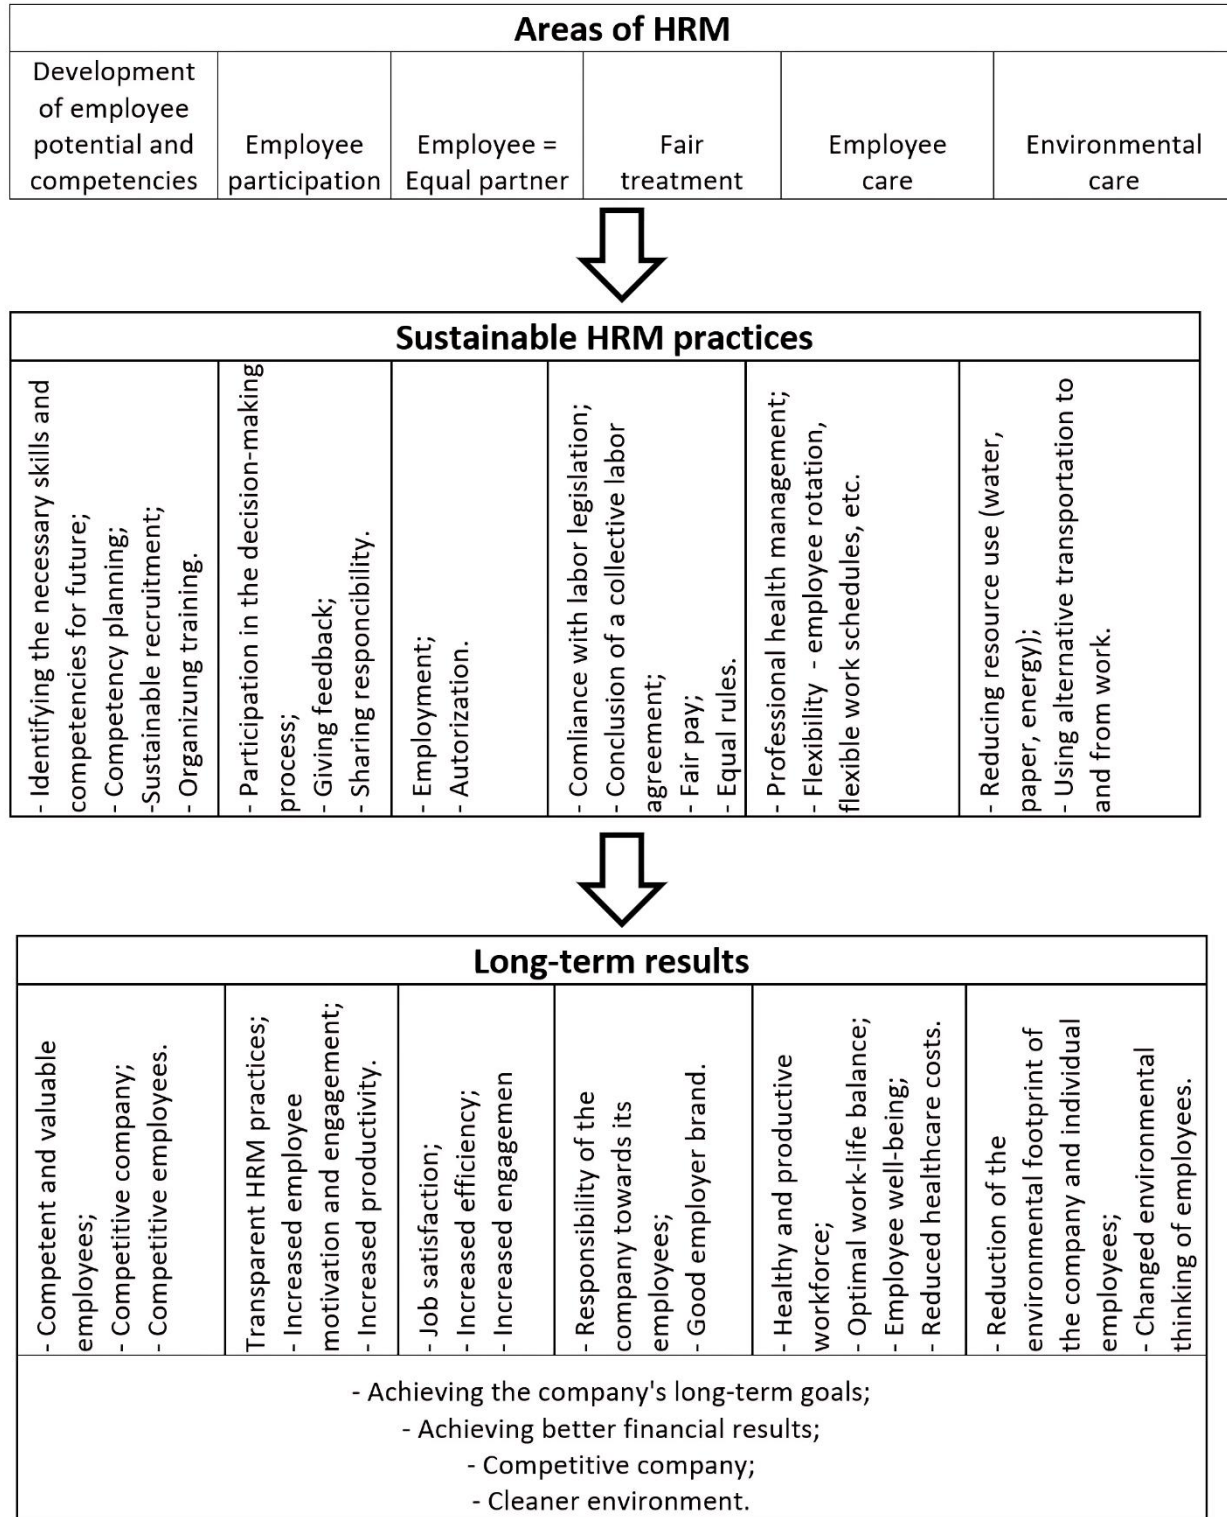 Areas of HRM
Development
of employee
potential and
competencies
Employee
participation
Employee =
Equal partner
Fair
treatment
Employee
care
Environmental
care
Sustainable HRM practices
- Identifying the necessary skills and
competencies for future;
- Competency planning;
-Sustainable recruitment;
- Organizung training.
- Participation in the decision-making
process;
- Giving feedback;
- Sharing responcibility.
- Employment;
- Autorization.
- Comliance with labor legislation;
- Conclusion of a collective labor
agreement;
- Fair pay;
- Equal rules.
- Professional health management;
- Flexibility - employee rotation,
flexible work schedules, etc.
- Reducing resource use (water,
paper, energy);
- Using alternative transportation to
and from work.
Long-term results
- Competent and valuable
employees;
- Competitive company;
- Competitive employees.
Transparent HRM practices;
- Increased employee
motivation and engagement;
- Increased productivity.
- Job satisfaction;
- Increased efficiency;
- Increased engagemen
- Responsibility of the
company towards its
employees;
- Good employer brand.
- Healthy and productive
workforce;
- Optimal work-life balance;
- Employee well-being;
- Reduced healthcare costs.
- Reduction of the
environmental footprint of
the company and individual
employees;
- Changed environmental
thinking of employees.
- Achieving the company's long-term goals;
- Achieving better financial results;
- Competitive company;
- Cleaner environment.